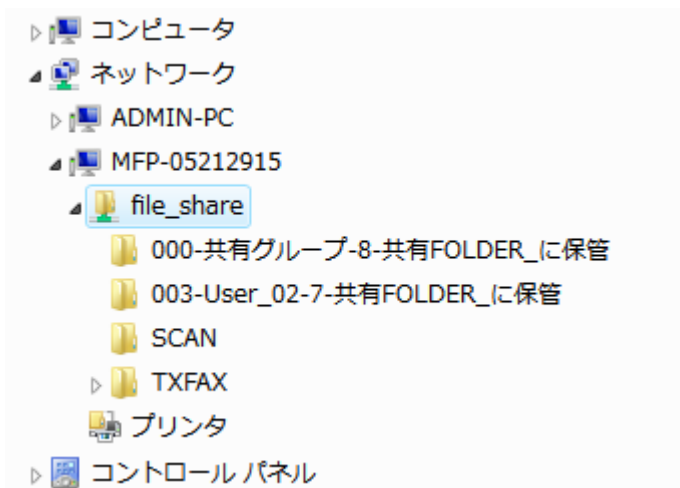 コンピュータ
ネットワーク
ADMIN-PC
MFP-05212915
file_share
000-共有グループ-8-共有FOLDER_に保管
003-User_02-7-共有FOLDER_に保管
SCAN
TXFAX
プリンタ
コントロール パネル